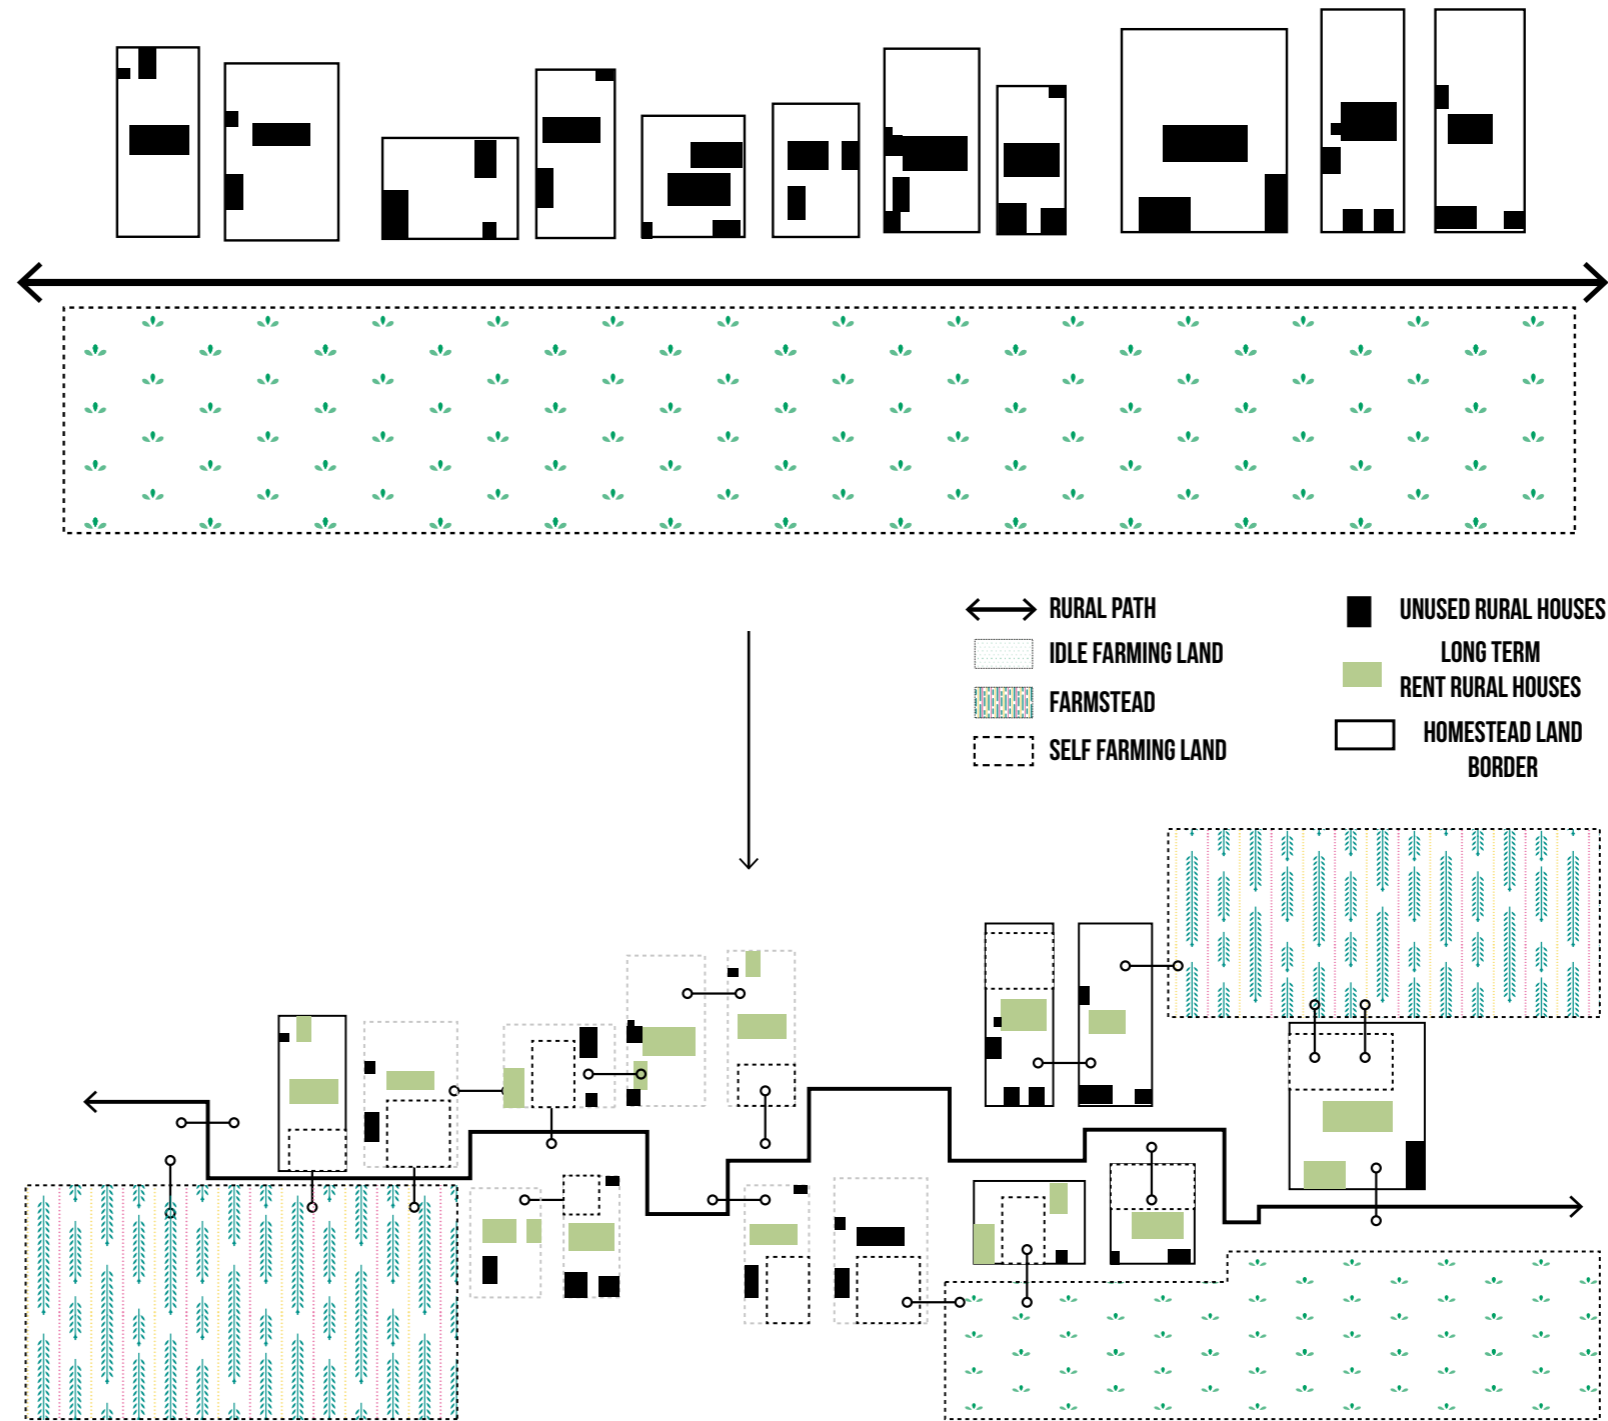 RURAL PATH
IDLE FARMING LAND
FARMSTEAD
SELF FARMING LAND
UNUSED RURAL HOUSES
LONG TERM
RENT RURAL HOUSES
HOMESTEAD LAND
BORDER